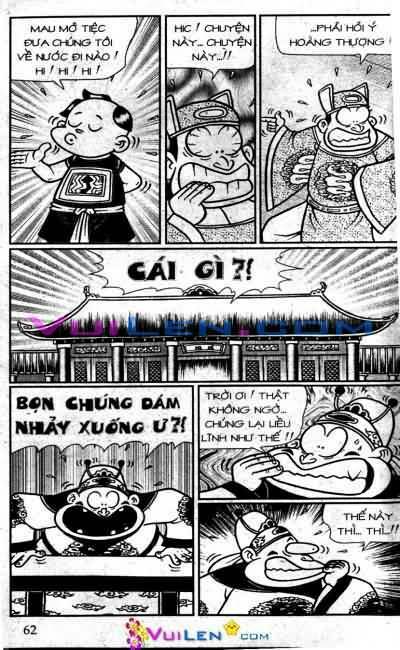 MAU MỞ TIỆC
ĐƯA CHÚNG TÔI
VỀ NƯỚC ĐI NÀO!
HI! HI! HI!
HIC! CHUYỆN
NÀY... CHUYỆN
NÀY...!!
...PHẢI HỎI Ý
HOÀNG THƯỢNG!
CÁI GÌ?!
VUILEN.COM
BỌN CHÚNG DÁM
NHẢY XUỐNG Ư?!
TRỜI ƠI! THẬT
KHÔNG NGỜ...
CHÚNG LẠI LIỀU
LĨNH NHƯ THẾ!!
THẾ NÀY
THÌ... THÌ...!!
62
VUILEN.COM